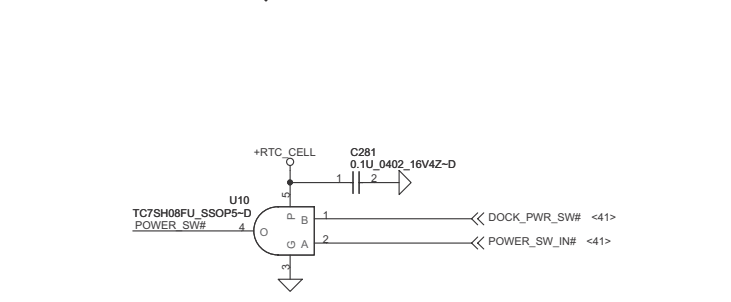 +RTC_CELL
C281
0.1U_0402_16V4Z~D
1
2
5
U10
TC7SH08FU_SSOP5~D
POWER_SW#
4
O
P
B
1
DOCK_PWR_SW# <41>
G
A
2
POWER_SW_IN# <41>
3